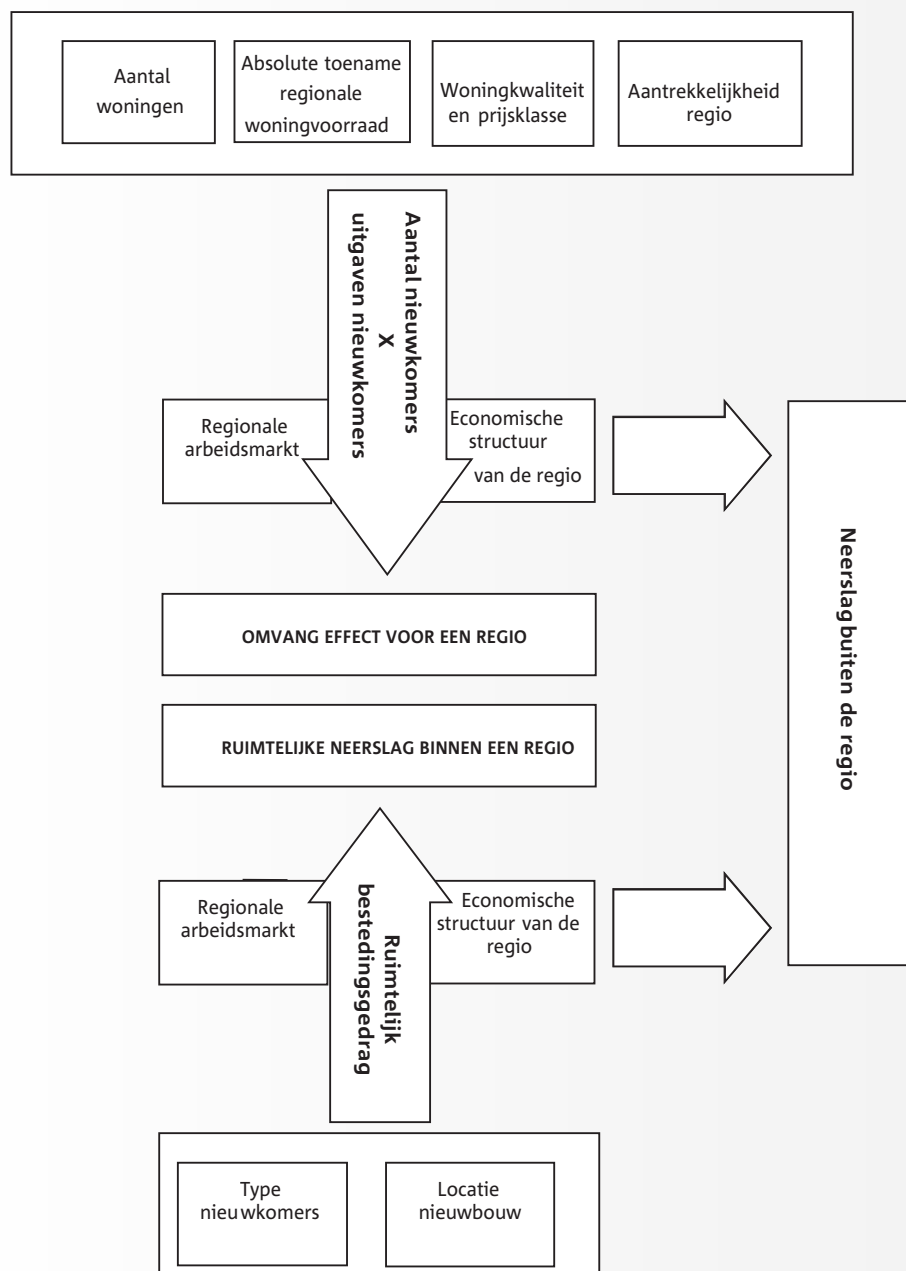 Aantal
woningen
Absolute toename
regionale
woningvoorraad
Woningkwaliteit
en prijsklasse
Aantrekkelijkheid
regio
Aantal nieuwkomers
X
uitgaven nieuwkomers
Regionale
arbeidsmarkt
Economische
structuur
van de regio
Neerslag buiten de regio
OMVANG EFFECT VOOR EEN REGIO
RUIMTELIJKE NEERSLAG BINNEN EEN REGIO
Regionale
arbeidsmarkt
Ruimtelijk
bestedingsgedrag
Economische
structuur van de
regio
Type
nieuwkomers
Locatie
nieuwbouw